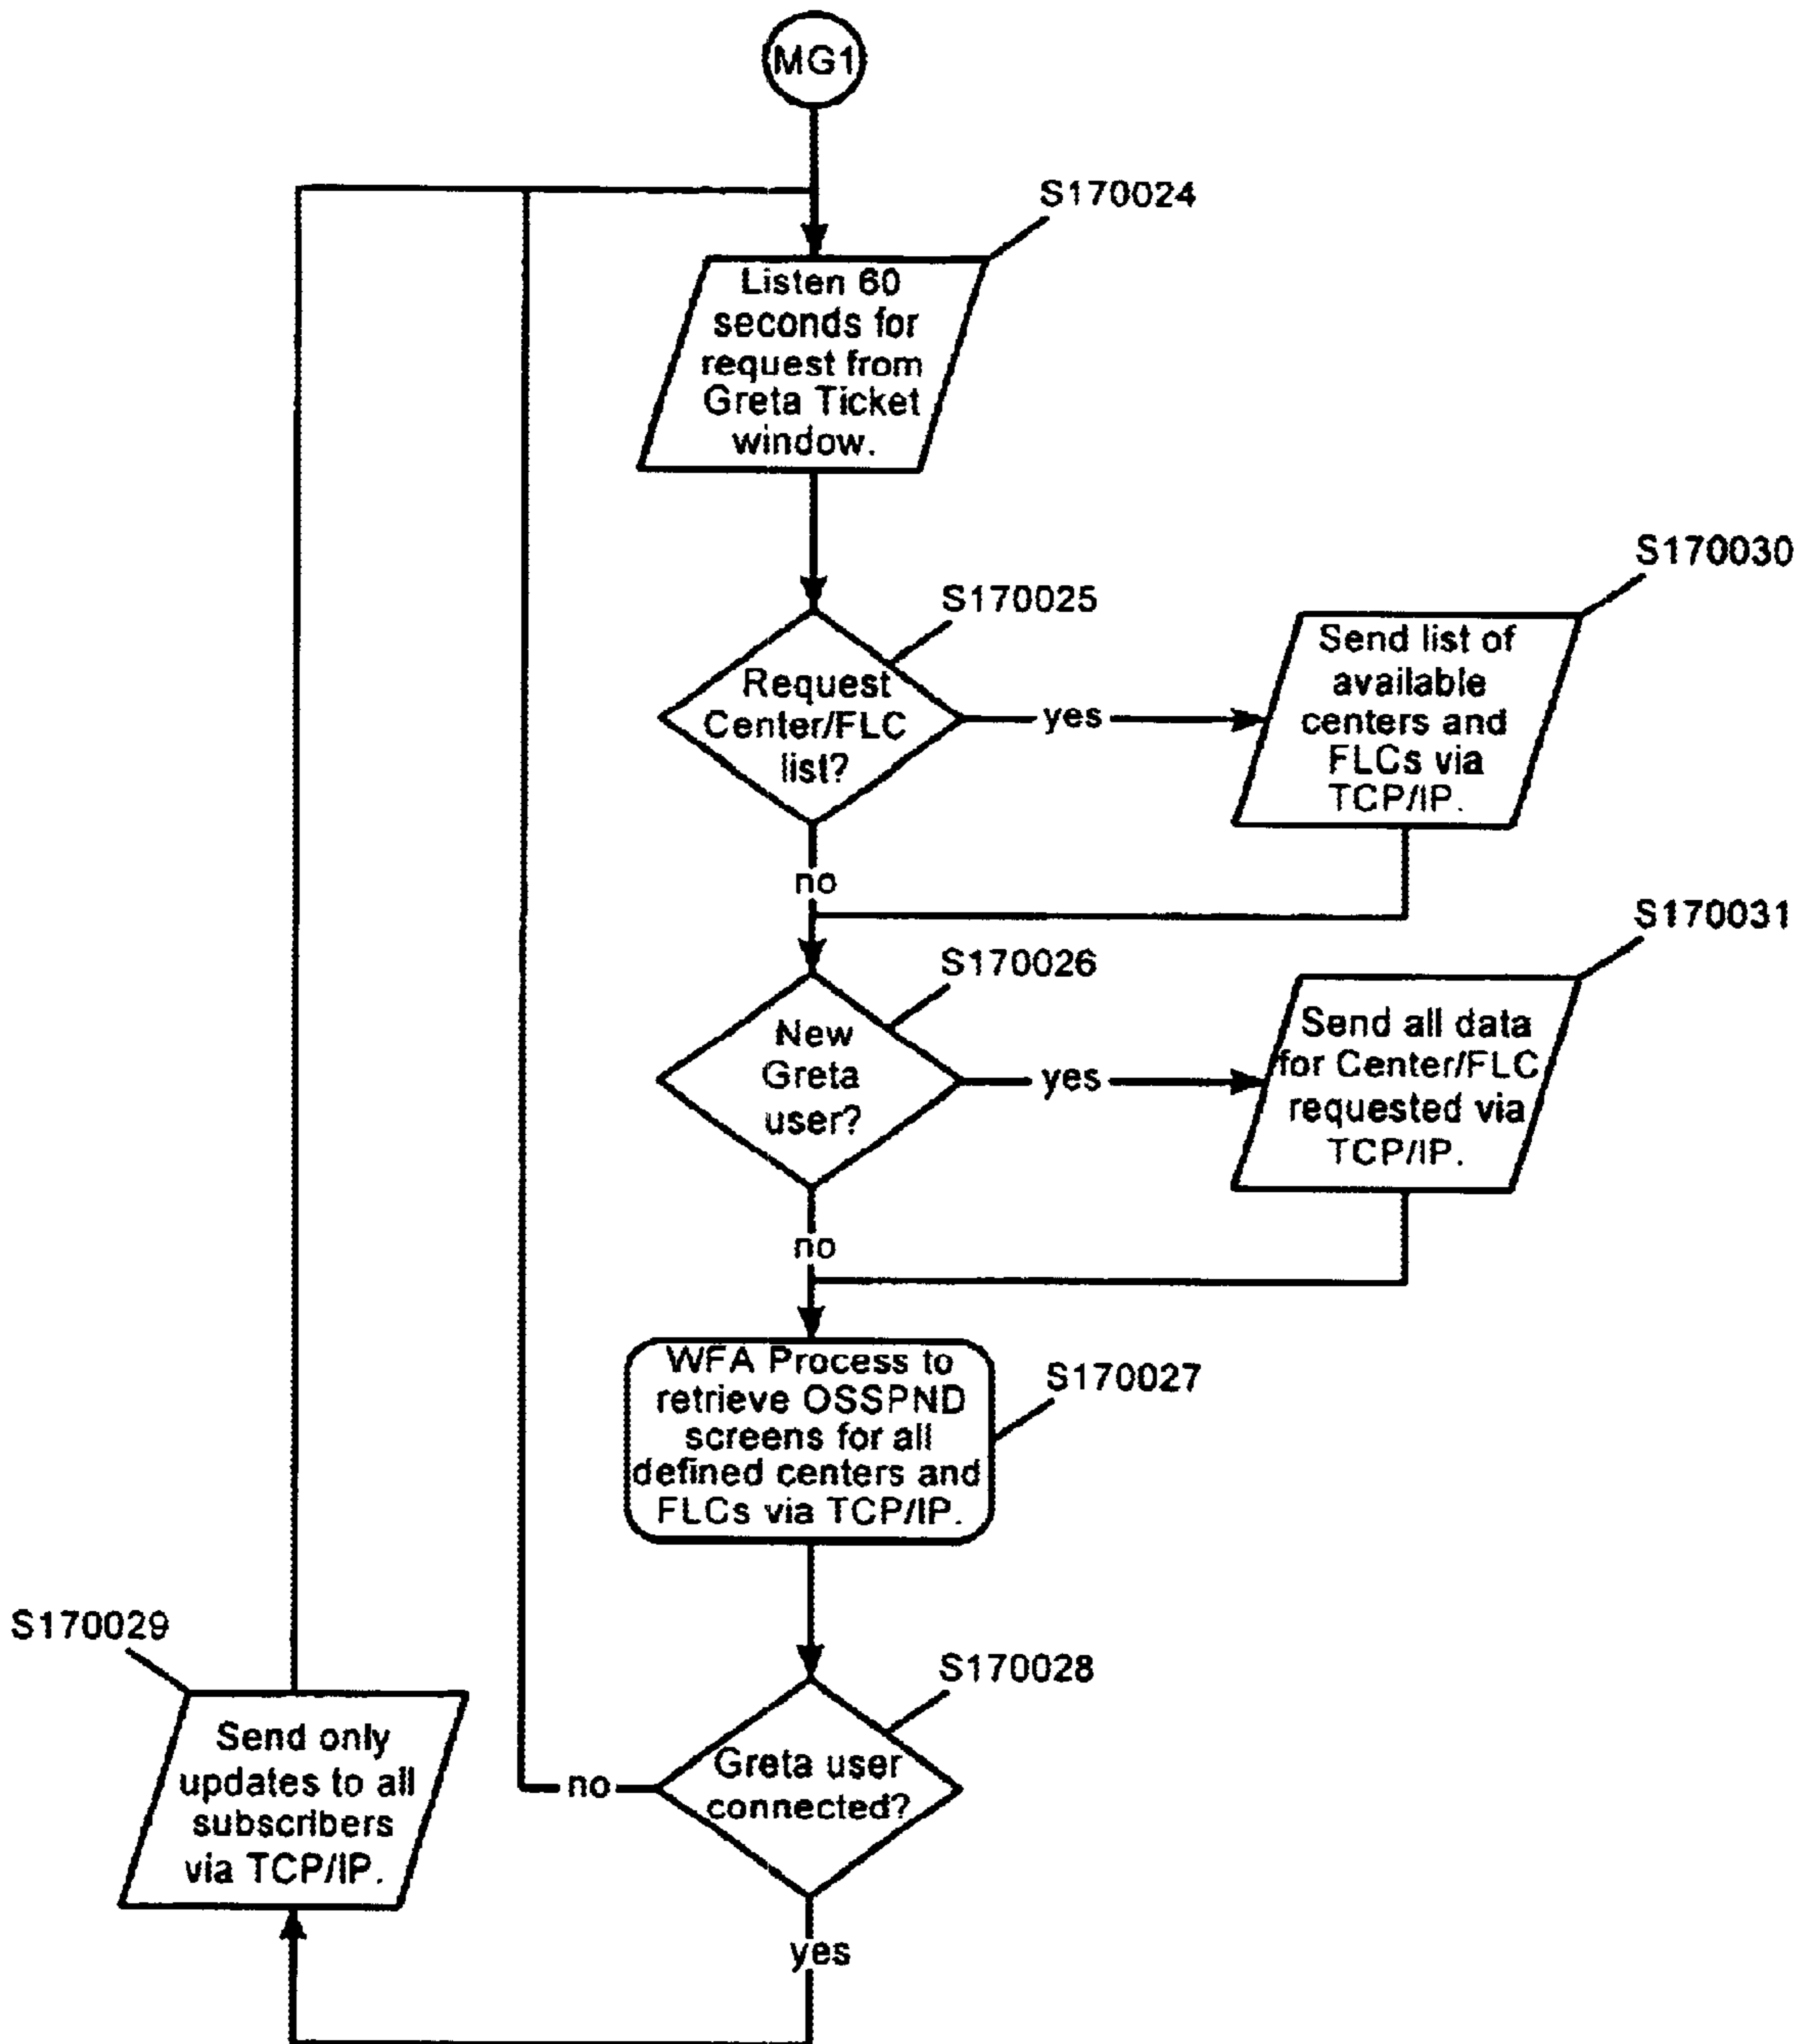 MG1
S170024
Listen 60
seconds for
request from
Greta Ticket
window.
S170025
Request
Center/FLC
list?
yes
no
S170030
Send list of
available
centers and
FLCs via
TCP/IP.
S170026
New
Greta
user?
yes
no
S170031
Send all data
for Center/FLC
requested via
TCP/IP.
S170027
WFA Process to
retrieve OSSPND
screens for all
defined centers and
FLCs via TCP/IP.
S170028
Greta user
connected?
no
yes
S170029
Send only
updates to all
subscribers
via TCP/IP.